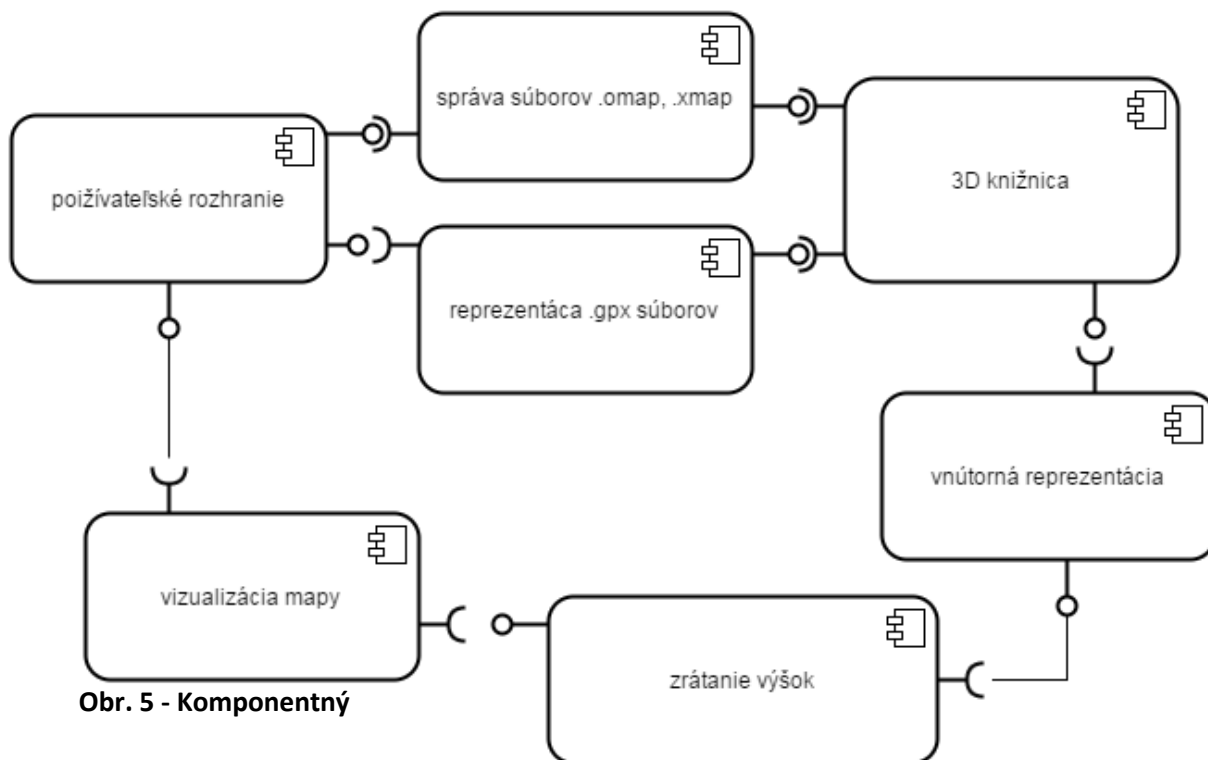 správa súborov .omap, .xmap
3D knižnica
poižívateľské rozhranie
reprezentáca .gpx súborov
vnútorná reprezentácia
vizualizácia mapy
zrátanie výšok
Obr. 5 - Komponentný